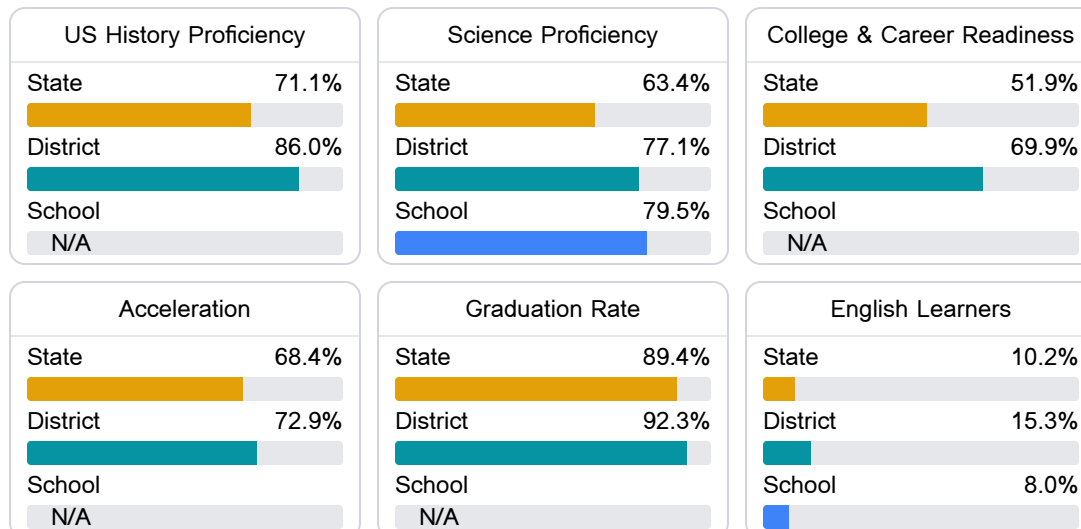 US History Proficiency
State 71.1%
District 86.0%
School
N/A
Science Proficiency
State 63.4%
District 77.1%
School 79.5%
College & Career Readiness
State 51.9%
District 69.9%
School
N/A
Acceleration
State 68.4%
District 72.9%
School
N/A
Graduation Rate
State 89.4%
District 92.3%
School
N/A
English Learners
State 10.2%
District 15.3%
School 8.0%